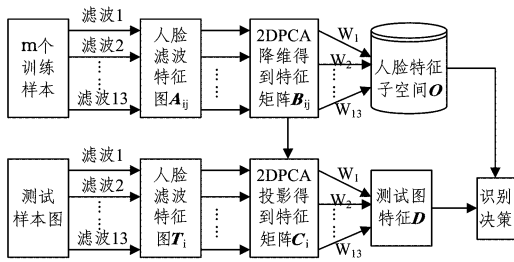 m个
训练
样本
滤波1
滤波2
滤波13
人脸
滤波
特征
图Aij
2DPCA
降维得
到特征
矩阵Bij
W1
W2
W13
人脸特征
子空间O
测试
样本图
滤波1
滤波2
滤波13
人脸
滤波
特征
图Ti
2DPCA
投影得
到特征
矩阵Ci
W1
W2
W13
测试图
特征D
识别
决策